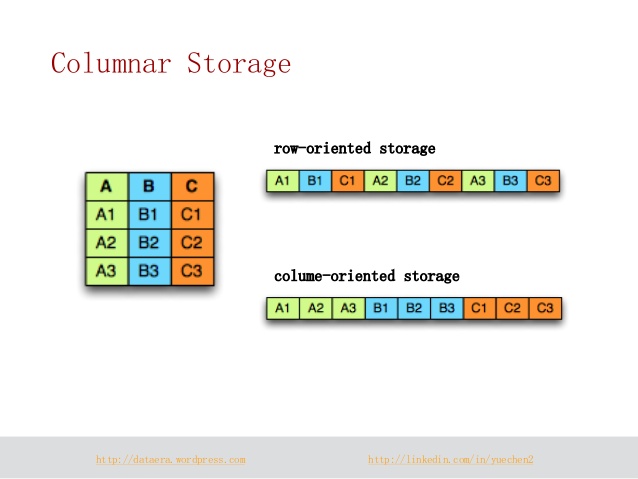 Columnar Storage
row-oriented storage
A B C
A1 B1 C1
A2 B2 C2
A3 B3 C3
A1 B1 C1 A2 B2 C2 A3 B3 C3
colume-oriented storage
A1 A2 A3 B1 B2 B3 C1 C2 C3
http://dataera.wordpress.com
http://linkedin.com/in/yuechen2